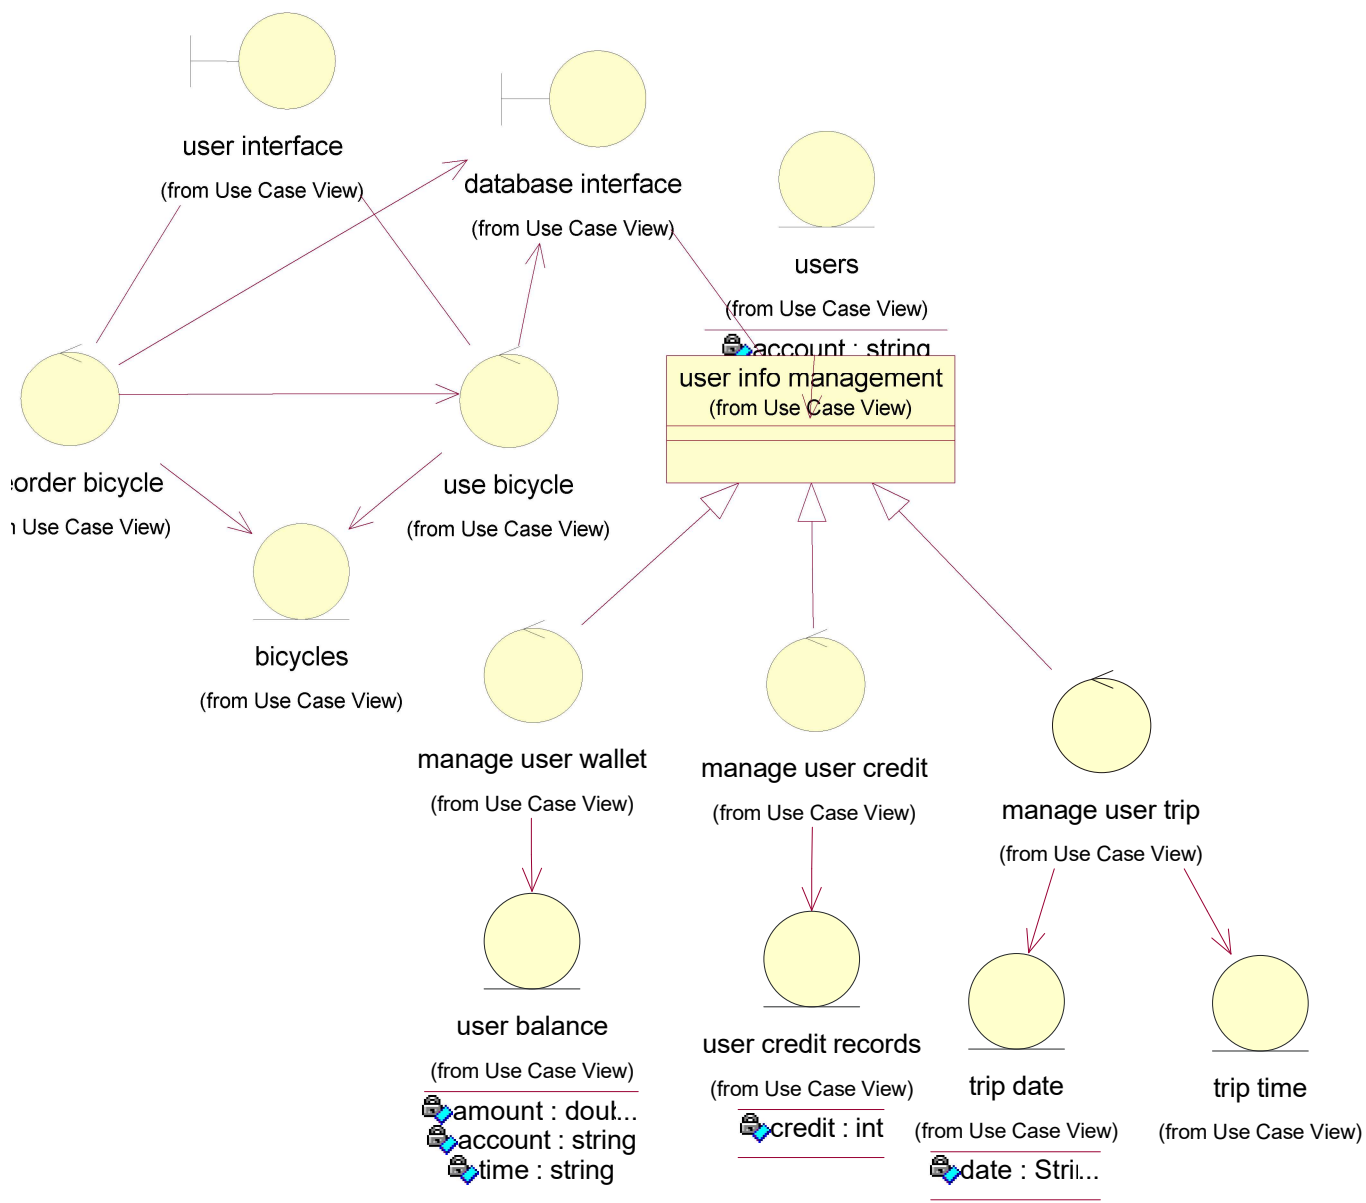 user interface
(from Use Case View)
database interface
(from Use Case View)
users
(from Use Case View)
account : string
user info management
(from Use Case View)
eorder bicycle
Use Case View)
use bicycle
(from Use Case View)
bicycles
(from Use Case View)
manage user wallet
(from Use Case View)
manage user credit
(from Use Case View)
manage user trip
(from Use Case View)
user balance
(from Use Case View)
amount : doub...
account : string
time : string
user credit records
(from Use Case View)
credit : int
trip date
(from Use Case View)
date : Stri...
trip time
(from Use Case View)